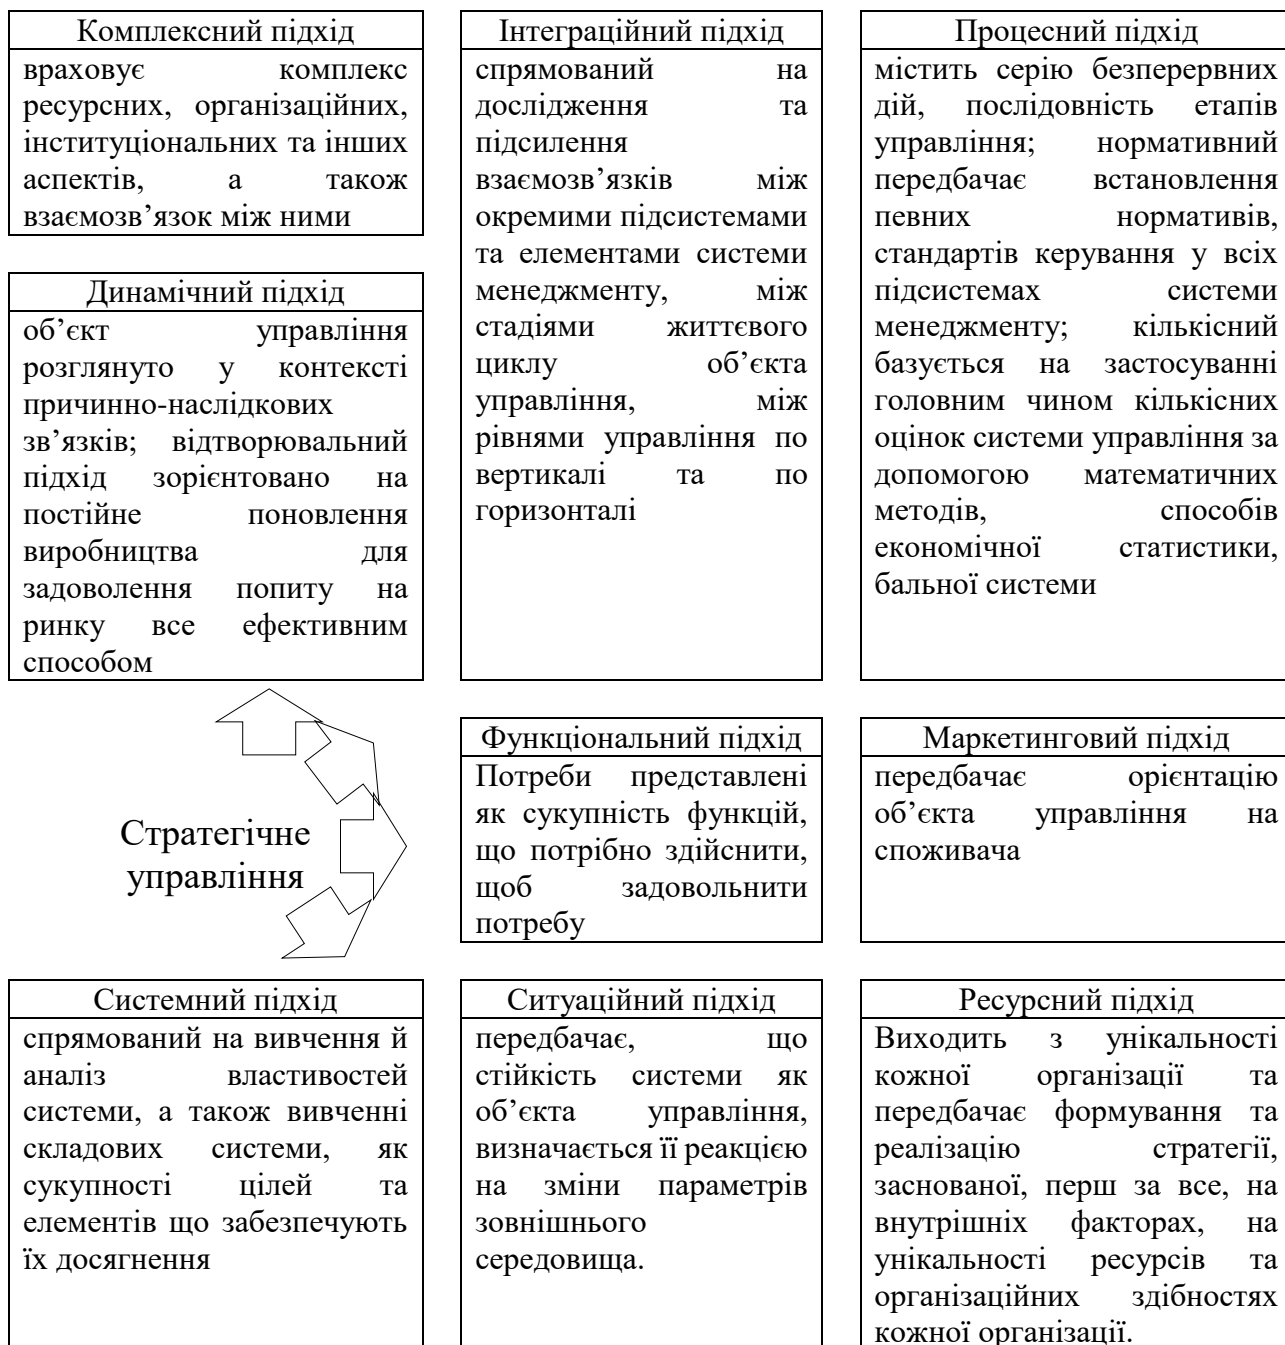 Комплексний підхід
враховує комплекс
ресурсних, організаційних,
інституціональних та інших
аспектів, а також
взаємозв’язок між ними
Динамічний підхід
об’єкт управління
розглянуто у контексті
причинно-наслідкових
зв’язків; відтворювальний
підхід зорієнтовано на
постійне поновлення
виробництва для
задоволення попиту на
ринку все ефективним
способом
Інтеграційний підхід
спрямований на
дослідження та
підсилення
взаємозв’язків між
окремими підсистемами
та елементами системи
менеджменту, між
стадіями життєвого
циклу об’єкта
управління, між
рівнями управління по
вертикалі та по
горизонталі
Процесний підхід
містить серію безперервних
дій, послідовність етапів
управління; нормативний
передбачає встановлення
певних нормативів,
стандартів керування у всіх
підсистемах системи
менеджменту; кількісний
базується на застосуванні
головним чином кількісних
оцінок системи управління за
допомогою математичних
методів, способів
економічної статистики,
бальної системи
Стратегічне
управління
Функціональний підхід
Потреби представлені
як сукупність функцій,
що потрібно здійснити,
щоб задовольнити
потребу
Маркетинговий підхід
передбачає орієнтацію
об’єкта управління на
споживача
Системний підхід
спрямований на вивчення й
аналіз властивостей
системи, а також вивченні
складових системи, як
сукупності цілей та
елементів що забезпечують
їх досягнення
Ситуаційний підхід
передбачає, що
стійкість системи як
об’єкта управління,
визначається її реакцією
на зміни параметрів
зовнішнього
середовища.
Ресурсний підхід
Виходить з унікальності
кожної організації та
передбачає формування та
реалізацію стратегії,
заснованої, перш за все, на
внутрішніх факторах, на
унікальності ресурсів та
організаційних здібностях
кожної організації.